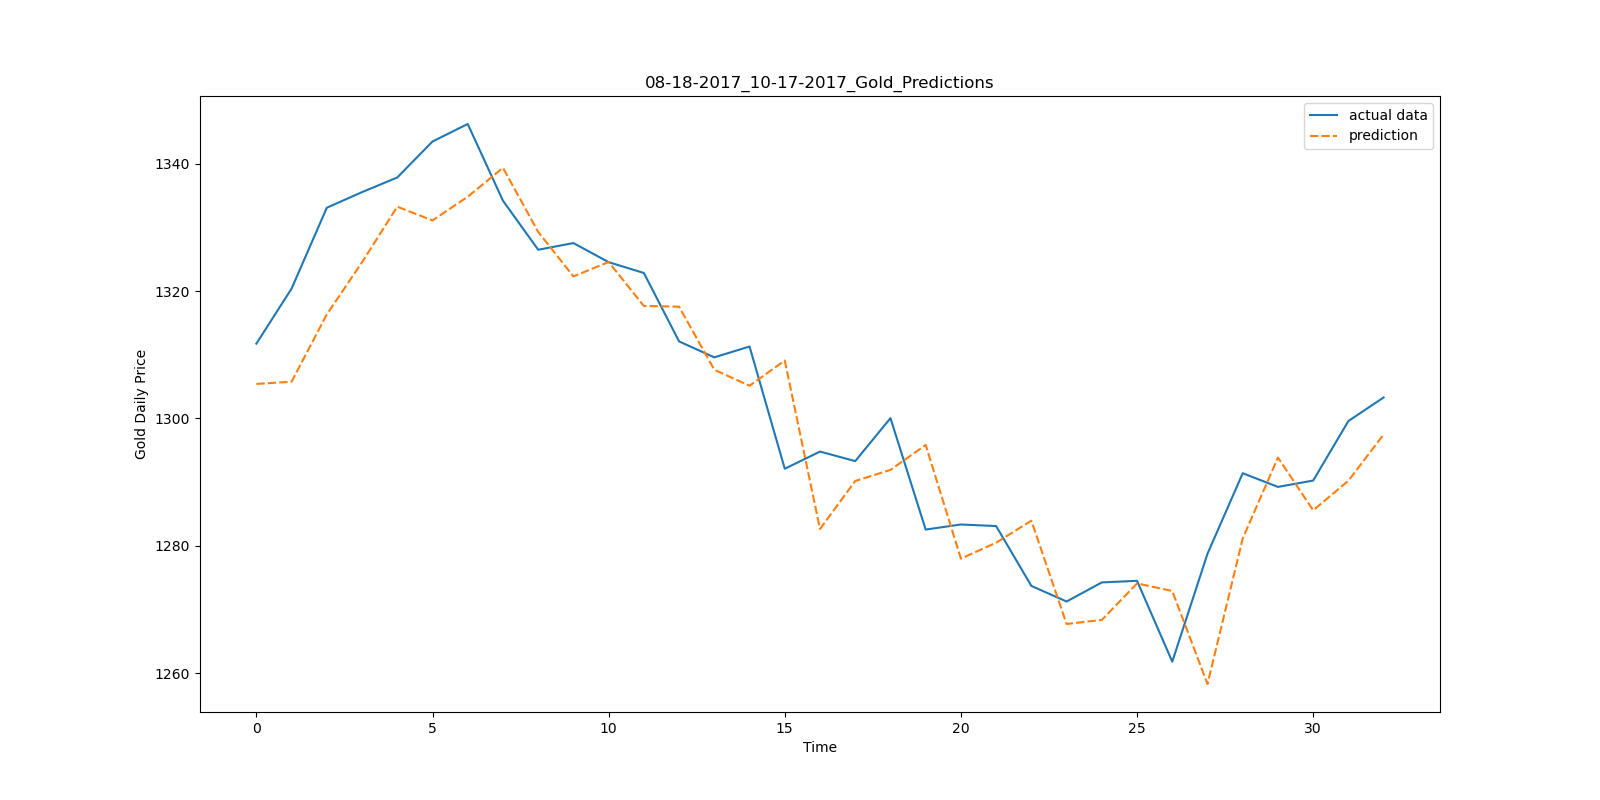 08-18-2017_10-17-2017_Gold_Predictions
actual data
prediction
1340
1320
1300
1280
1260
Gold Daily Price
0 5 10 15 20 25 30
Time